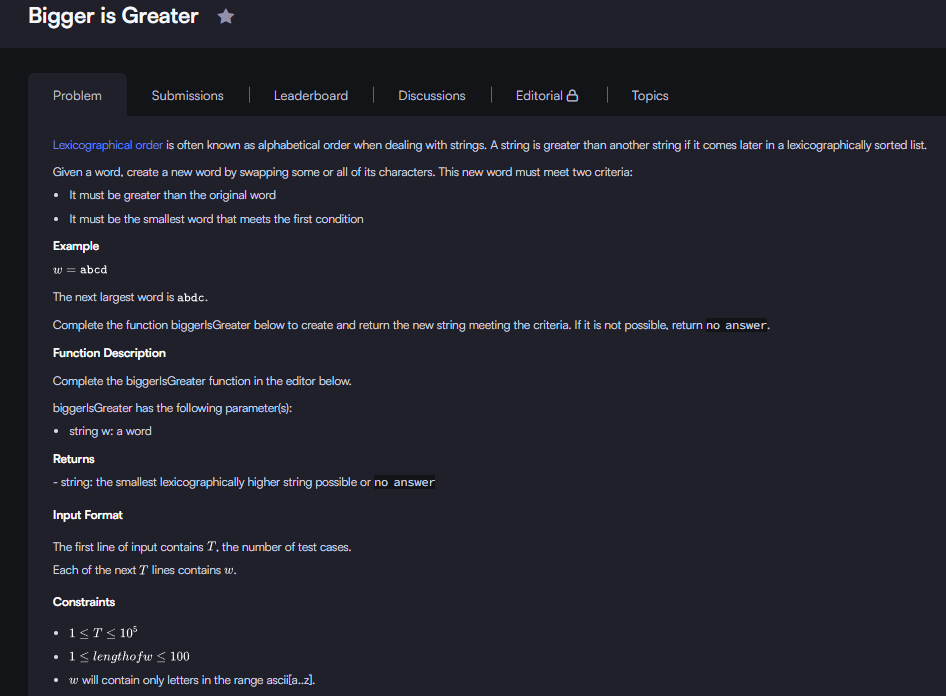 Bigger is Greater
Problem
Submissions
Leaderboard
Discussions
Editorial
Topics
Lexicographical order is often known as alphabetical order when dealing with strings. A string is greater than another string if it comes later in a lexicographically sorted list.
Given a word, create a new word by swapping some or all of its characters. This new word must meet two criteria:
• It must be greater than the original word
• It must be the smallest word that meets the first condition
Example
w = abcd
The next largest word is abdc.
Complete the function biggerIsGreater below to create and return the new string meeting the criteria. If it is not possible, return no answer.
Function Description
Complete the biggerIsGreater function in the editor below.
biggerIsGreater has the following parameter(s):
• string w: a word
Returns
- string: the smallest lexicographically higher string possible or no answer
Input Format
The first line of input contains T, the number of test cases.
Each of the next T lines contains w.
Constraints
• 1 ≤ T ≤ 10⁵
• 1 ≤ lengthofw ≤ 100
• w will contain only letters in the range ascii[a..z].